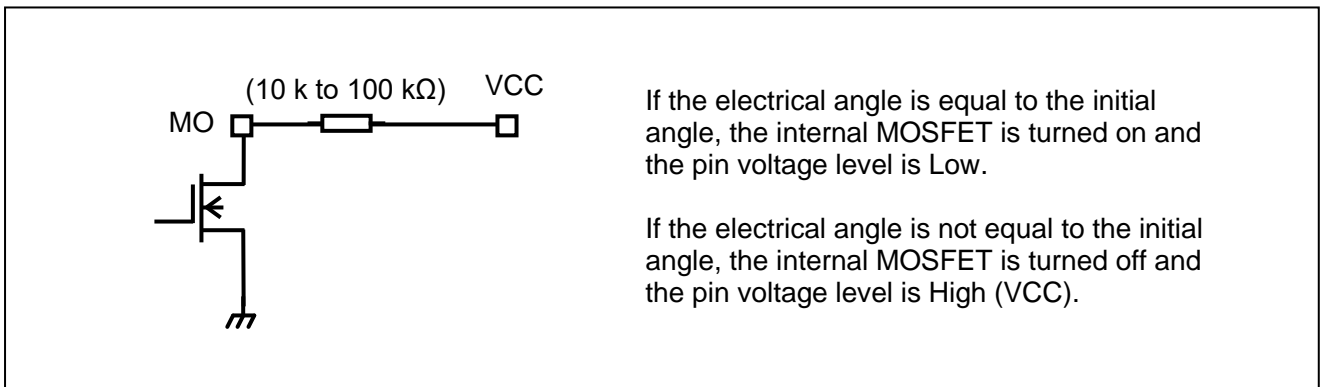 (10 k to 100 kΩ)
VCC
MO
If the electrical angle is equal to the initial
angle, the internal MOSFET is turned on and
the pin voltage level is Low.
If the electrical angle is not equal to the initial
angle, the internal MOSFET is turned off and
the pin voltage level is High (VCC).